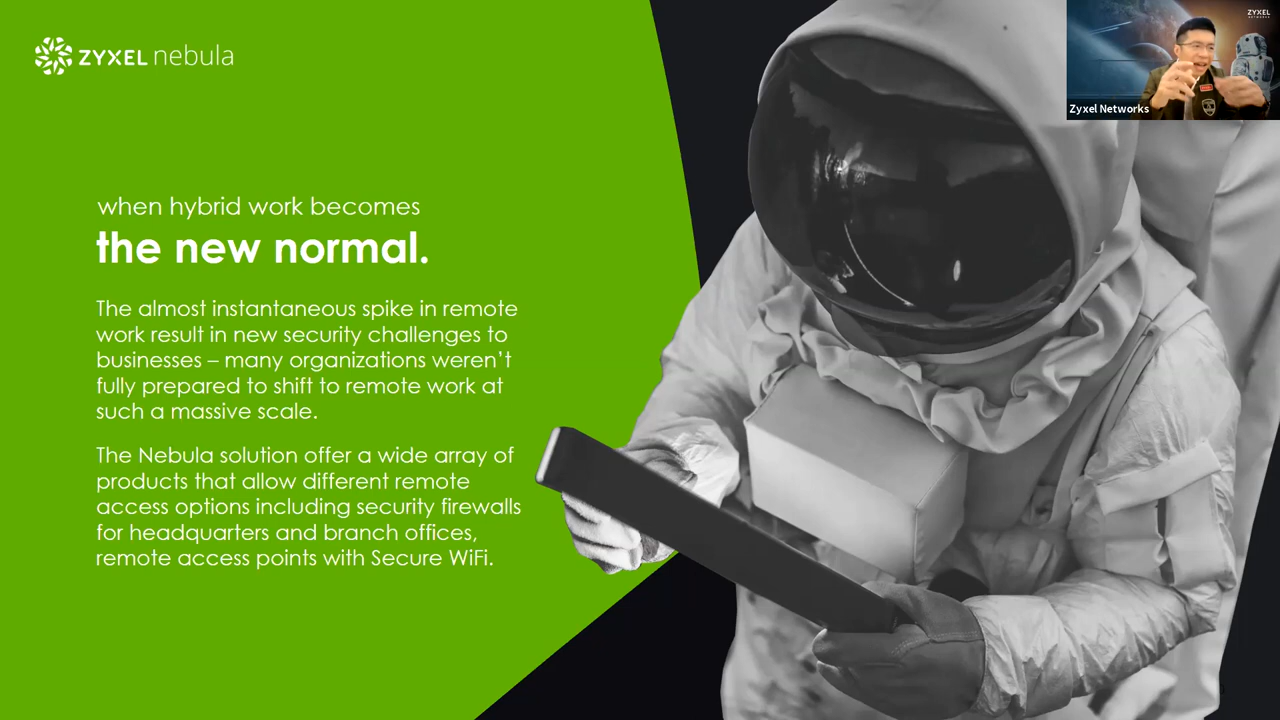 ZYXEL nebula
ZYXEL
NETWORKS
Zyxel Networks
when hybrid work becomes
the new normal.
The almost instantaneous spike in remote
work result in new security challenges to
businesses – many organizations weren't
fully prepared to shift to remote work at
such a massive scale.
The Nebula solution offer a wide array of
products that allow different remote
access options including security firewalls
for headquarters and branch offices,
remote access points with Secure WiFi.